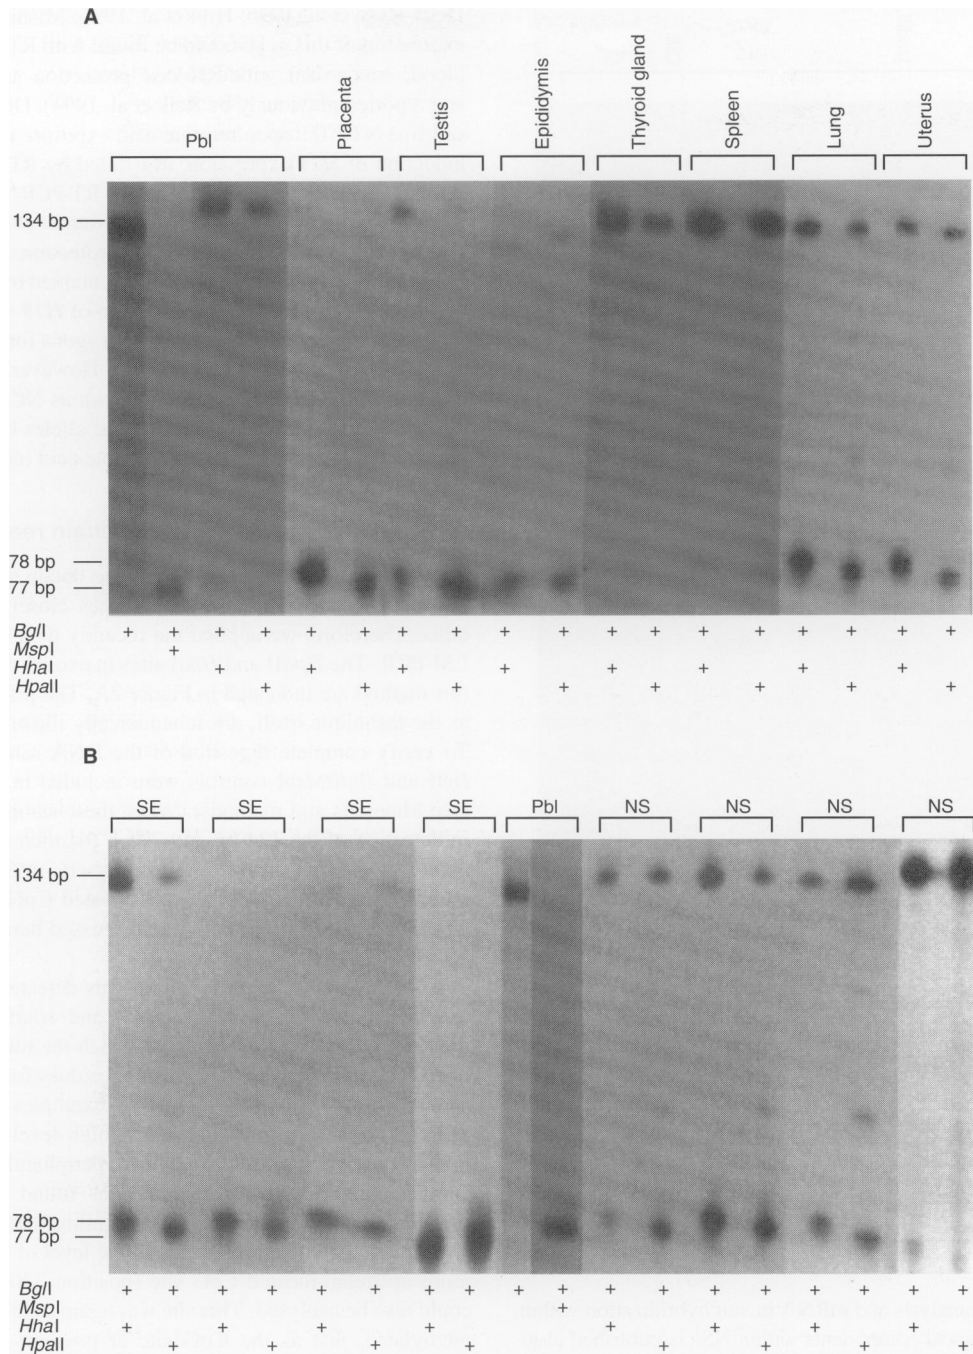 A
Pbl Placenta Testis Epididymis Thyroid gland Spleen Lung Uterus
134 bp
78 bp
77 bp
BglI + + + + + + + + + + + + + + + + + +
MspI +
HhaI + + + + + + + +
HpaII + + + + + + + +
B
SE SE SE SE Pbl NS NS NS NS
134 bp
78 bp
77 bp
BglI + + + + + + + + + + + + + + + + + +
MspI
HhaI + + + + + + + +
HpaII + + + + + + + +